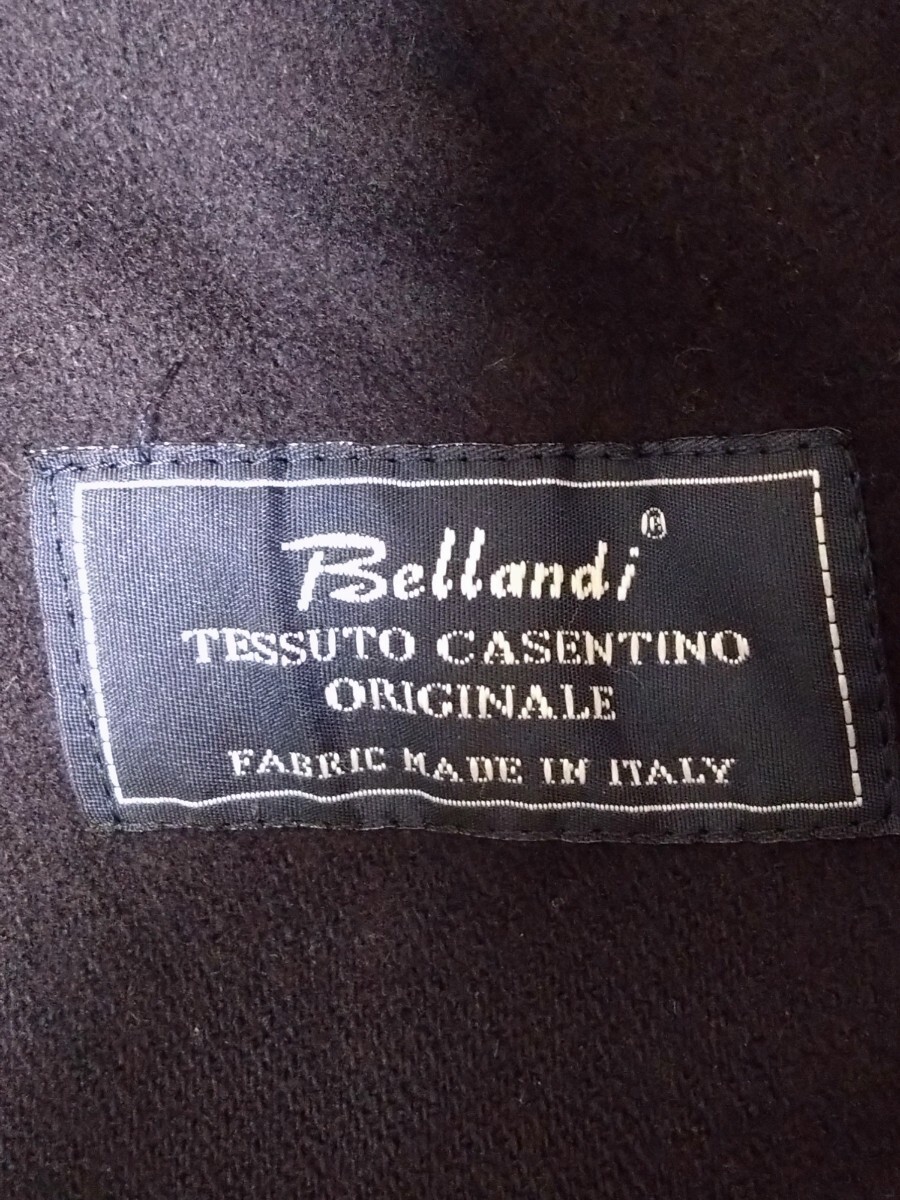 Bellandi®
TESSUTO CASENTINO
ORIGINALE
FABRIC MADE IN ITALY